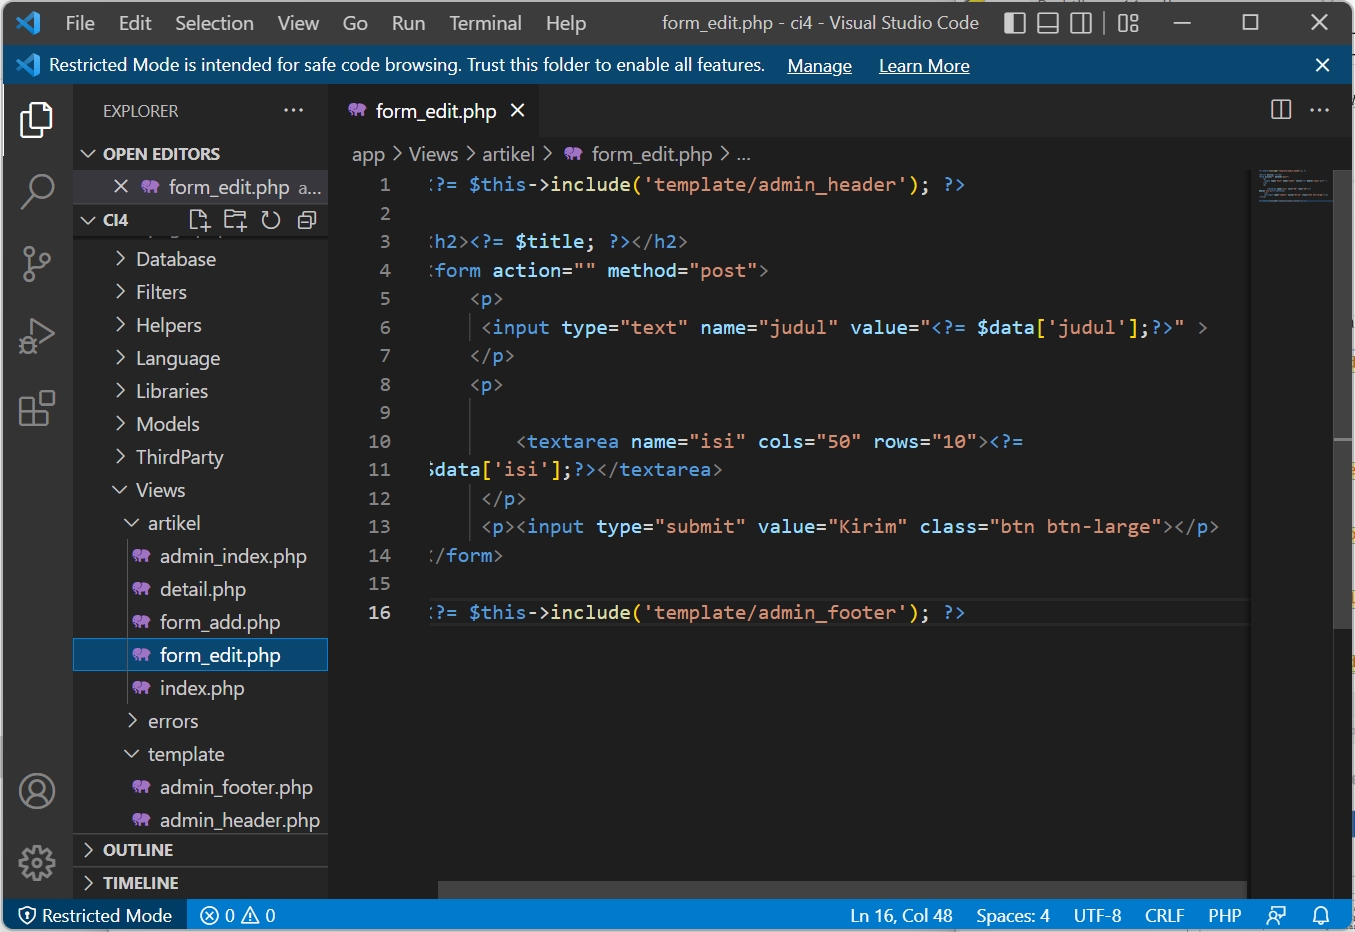 File Edit Selection View Go Run Terminal Help form_edit.php - ci4 - Visual Studio Code
Restricted Mode is intended for safe code browsing. Trust this folder to enable all features. Manage Learn More
EXPLORER
OPEN EDITORS
form_edit.php a...
CI4
Database
Filters
Helpers
Language
Libraries
Models
ThirdParty
Views
artikel
admin_index.php
detail.php
form_add.php
form_edit.php
index.php
errors
template
admin_footer.php
admin_header.php
OUTLINE
TIMELINE
form_edit.php
app > Views > artikel > form_edit.php > ...
1 ?= $this->include('template/admin_header'); ?>
2
3 h2><?= $title; ?></h2>
4 form action="" method="post">
5 <p>
6 <input type="text" name="judul" value="<?= $data['judul'];?>" >
7 </p>
8 <p>
9
10 <textarea name="isi" cols="50" rows="10"><?=
11 $data['isi'];?></textarea>
12 </p>
13 <p><input type="submit" value="Kirim" class="btn btn-large"></p>
14 /form>
15
16 ?= $this->include('template/admin_footer'); ?>
Restricted Mode 0 0 Ln 16, Col 48 Spaces: 4 UTF-8 CRLF PHP